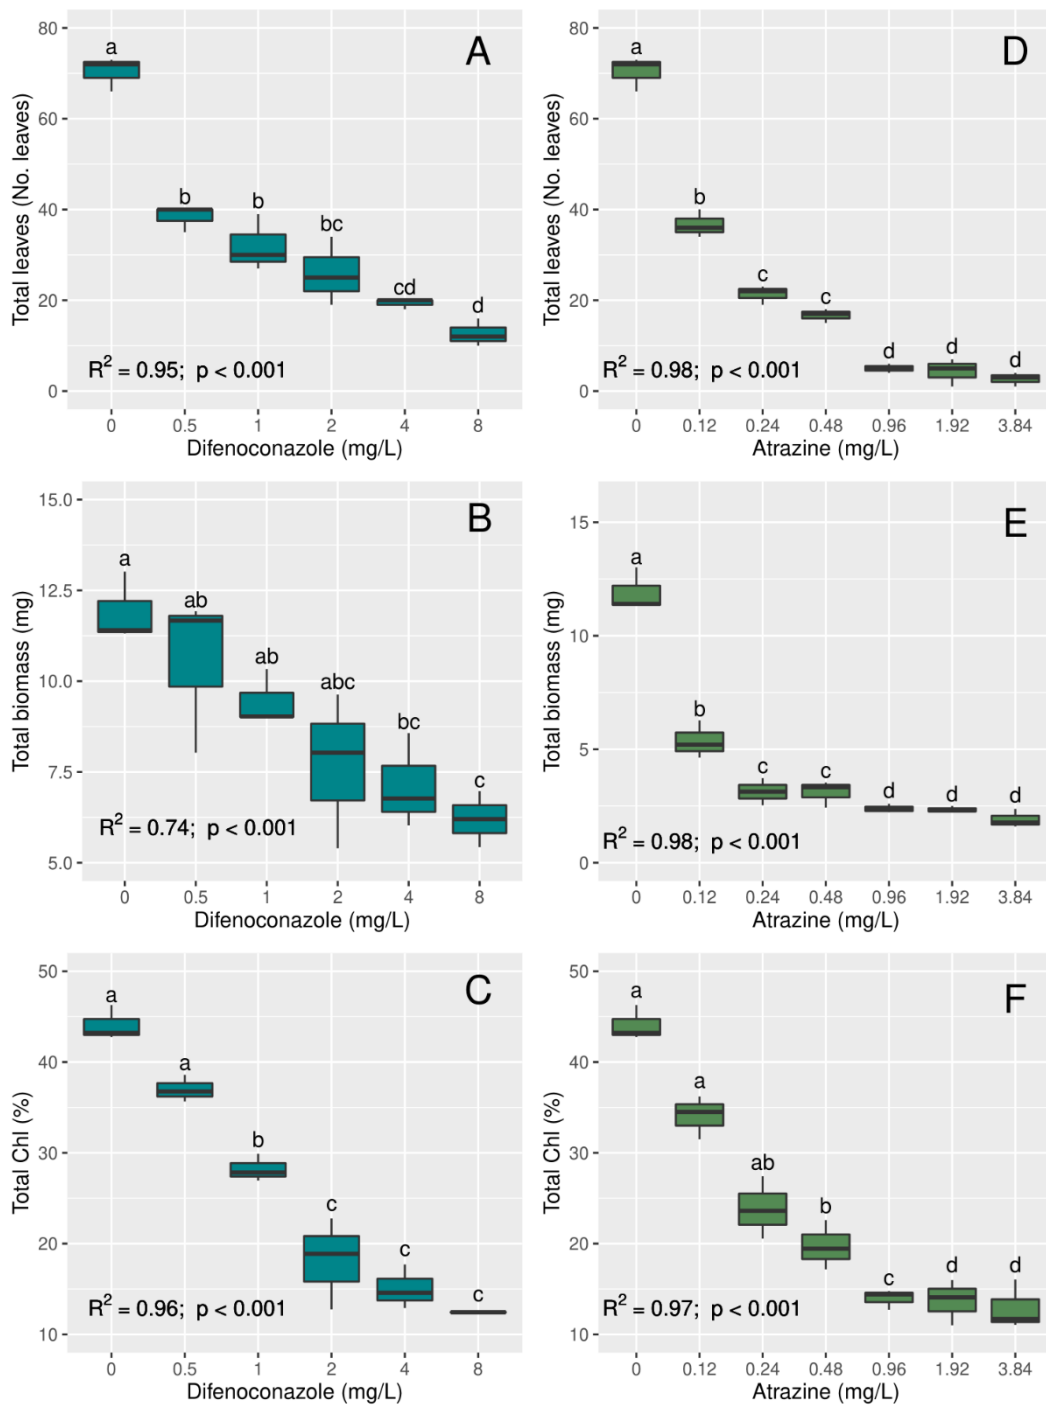 A
Total leaves (No. leaves)
80
60
40
20
0
a
b
b
bc
cd
d
R² = 0.95; p < 0.001
0 0.5 1 2 4 8
Difenoconazole (mg/L)
D
Total leaves (No. leaves)
80
60
40
20
0
a
b
c
c
d
d
d
R² = 0.98; p < 0.001
0 0.12 0.24 0.48 0.96 1.92 3.84
Atrazine (mg/L)
B
Total biomass (mg)
15.0
12.5
10.0
7.5
5.0
a
ab
ab
abc
bc
c
R² = 0.74; p < 0.001
0 0.5 1 2 4 8
Difenoconazole (mg/L)
E
Total biomass (mg)
15
10
5
0
a
b
c
c
d
d
d
R² = 0.98; p < 0.001
0 0.12 0.24 0.48 0.96 1.92 3.84
Atrazine (mg/L)
C
Total Chl (%)
50
40
30
20
10
a
a
b
c
c
c
R² = 0.96; p < 0.001
0 0.5 1 2 4 8
Difenoconazole (mg/L)
F
Total Chl (%)
50
40
30
20
10
a
a
ab
b
c
d
d
R² = 0.97; p < 0.001
0 0.12 0.24 0.48 0.96 1.92 3.84
Atrazine (mg/L)